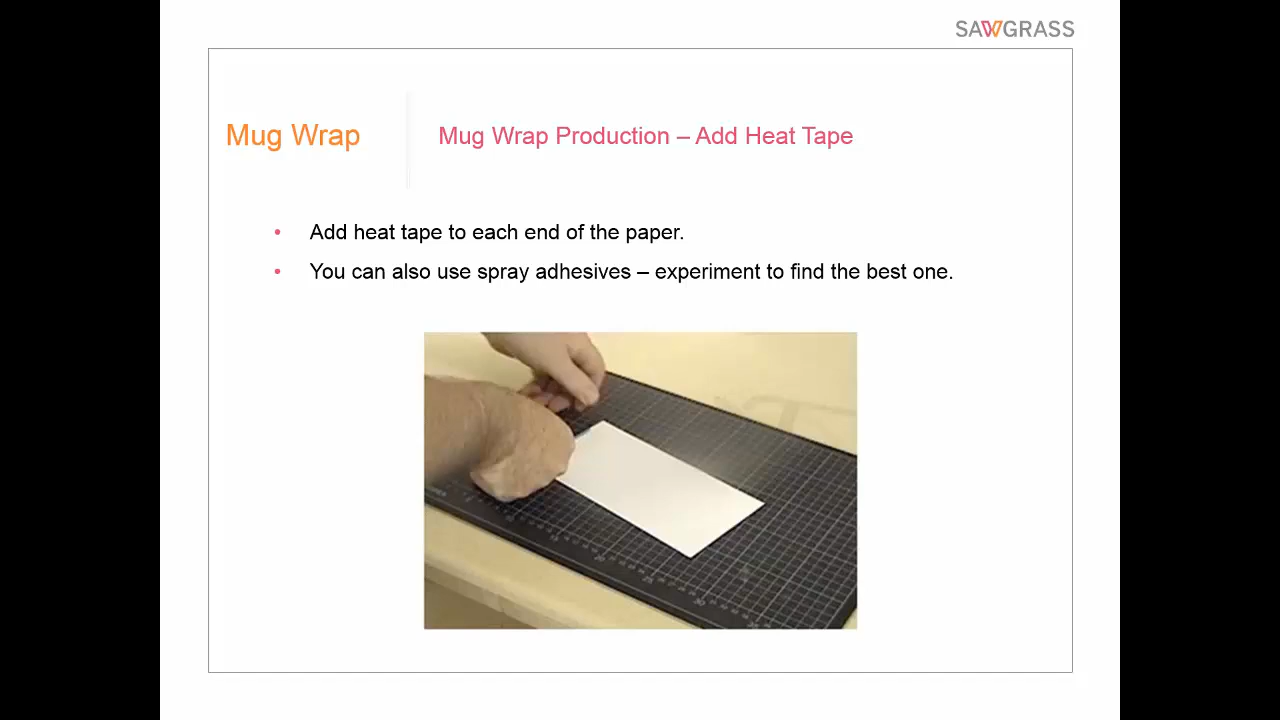 SAWGRASS
Mug Wrap
Mug Wrap Production – Add Heat Tape
• Add heat tape to each end of the paper.
• You can also use spray adhesives – experiment to find the best one.